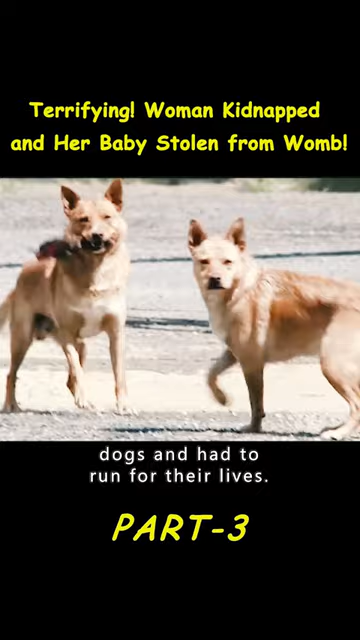 Terrifying! Woman Kidnapped
and Her Baby Stolen from Womb!
dogs and had to
run for their lives.
PART-3